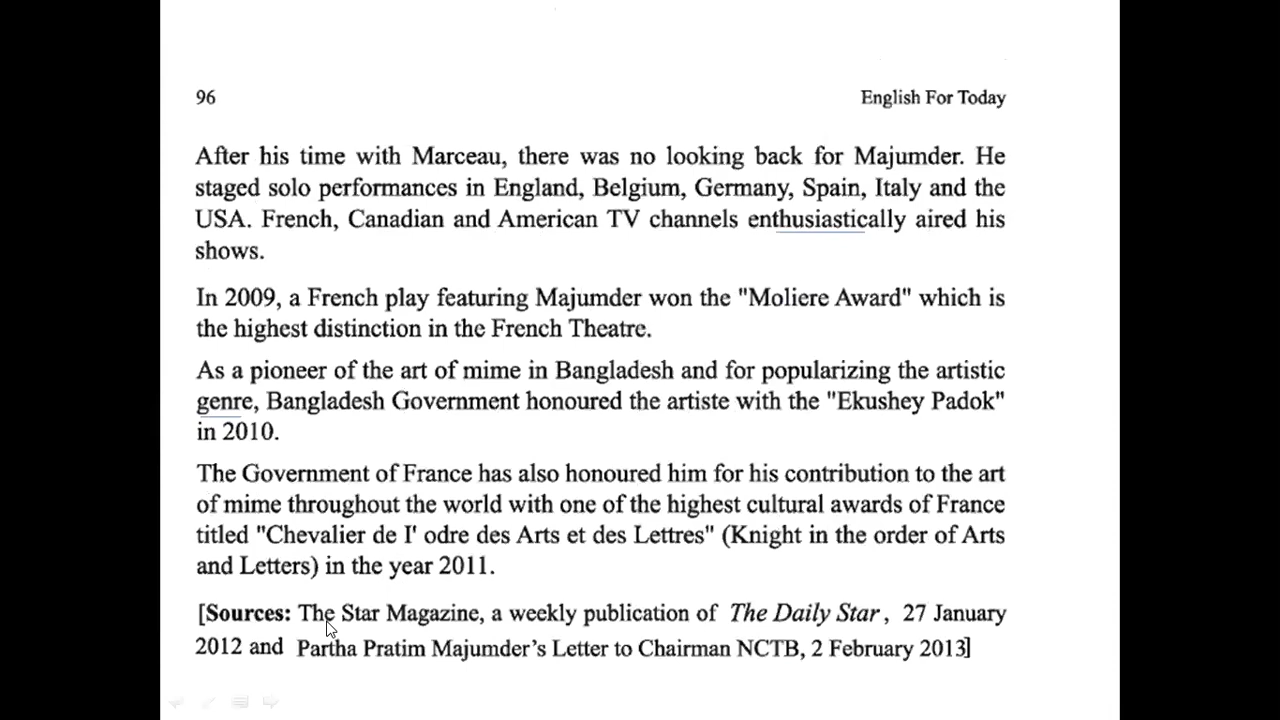 96 English For Today
After his time with Marceau, there was no looking back for Majumder. He
staged solo performances in England, Belgium, Germany, Spain, Italy and the
USA. French, Canadian and American TV channels enthusiastically aired his
shows.
In 2009, a French play featuring Majumder won the "Moliere Award" which is
the highest distinction in the French Theatre.
As a pioneer of the art of mime in Bangladesh and for popularizing the artistic
genre, Bangladesh Government honoured the artiste with the "Ekushey Padok"
in 2010.
The Government of France has also honoured him for his contribution to the art
of mime throughout the world with one of the highest cultural awards of France
titled "Chevalier de I' odre des Arts et des Lettres" (Knight in the order of Arts
and Letters) in the year 2011.
[Sources: The Star Magazine, a weekly publication of The Daily Star, 27 January
2012 and Partha Pratim Majumder's Letter to Chairman NCTB, 2 February 2013]